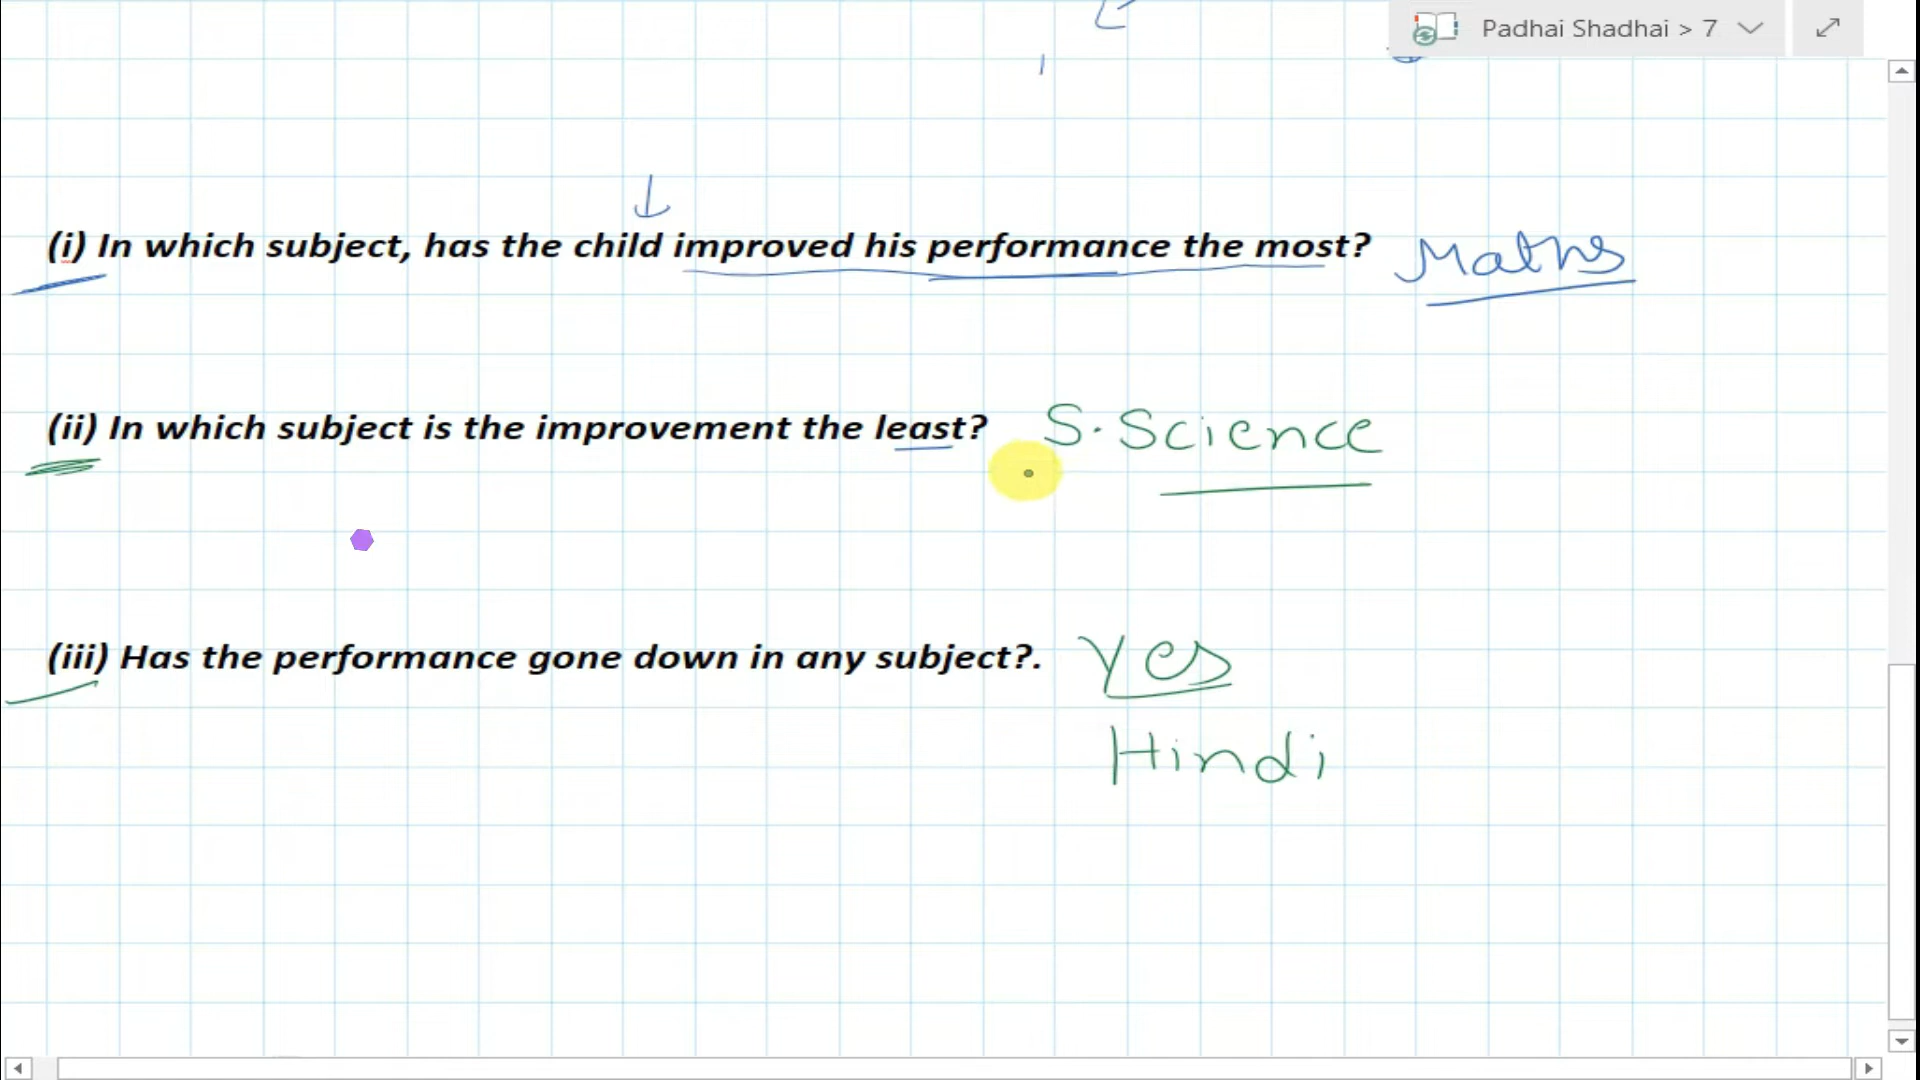 Padhai Shadhai > 7
(i) In which subject, has the child improved his performance the most? Maths
(ii) In which subject is the improvement the least? S. Science
(iii) Has the performance gone down in any subject?. Yes
Hindi